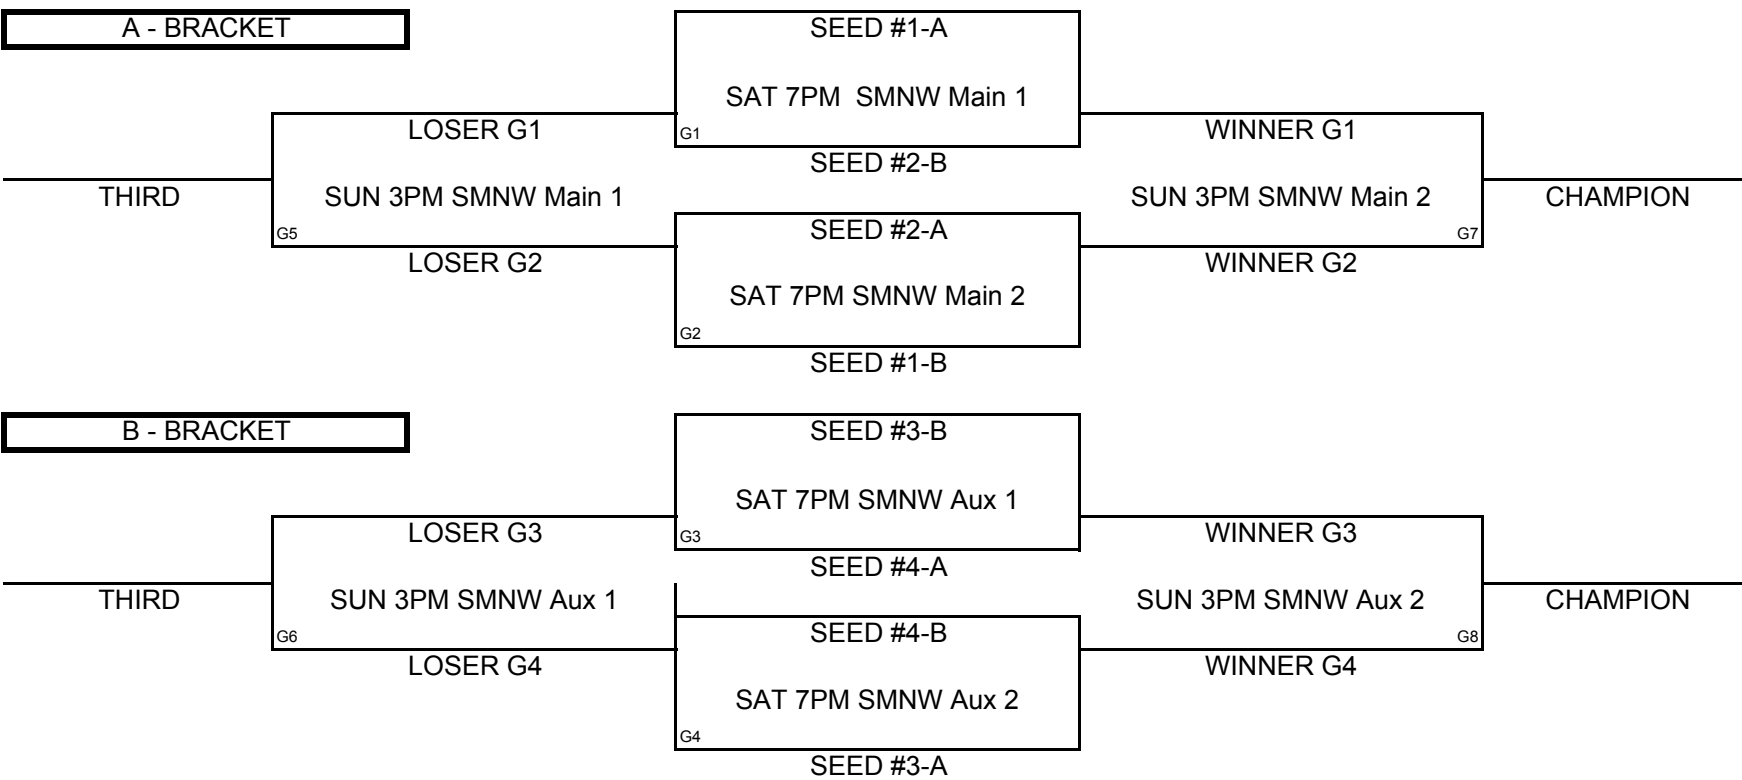 A - BRACKET
SEED #1-A
SAT 7PM  SMNW Main 1
G1
LOSER G1
WINNER G1
SEED #2-B
THIRD
SUN 3PM SMNW Main 1
SUN 3PM SMNW Main 2
CHAMPION
G5
SEED #2-A
G7
LOSER G2
WINNER G2
SAT 7PM SMNW Main 2
G2
SEED #1-B
B - BRACKET
SEED #3-B
SAT 7PM SMNW Aux 1
G3
LOSER G3
WINNER G3
SEED #4-A
THIRD
SUN 3PM SMNW Aux 1
SUN 3PM SMNW Aux 2
CHAMPION
G6
SEED #4-B
G8
LOSER G4
WINNER G4
SAT 7PM SMNW Aux 2
G4
SEED #3-A